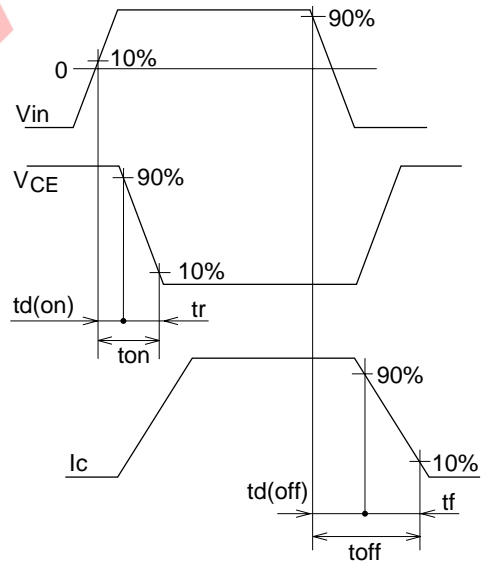 90%
10%
0
Vin
VCE
90%
10%
td(on)
tr
ton
90%
Ic
10%
td(off)
tf
toff